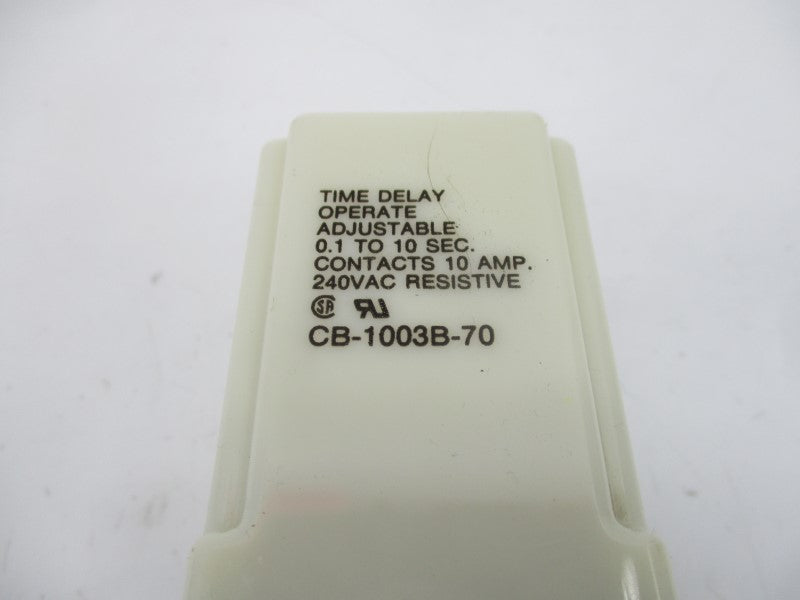 TIME DELAY
OPERATE
ADJUSTABLE
0.1 TO 10 SEC.
CONTACTS 10 AMP.
240VAC RESISTIVE
CB-1003B-70